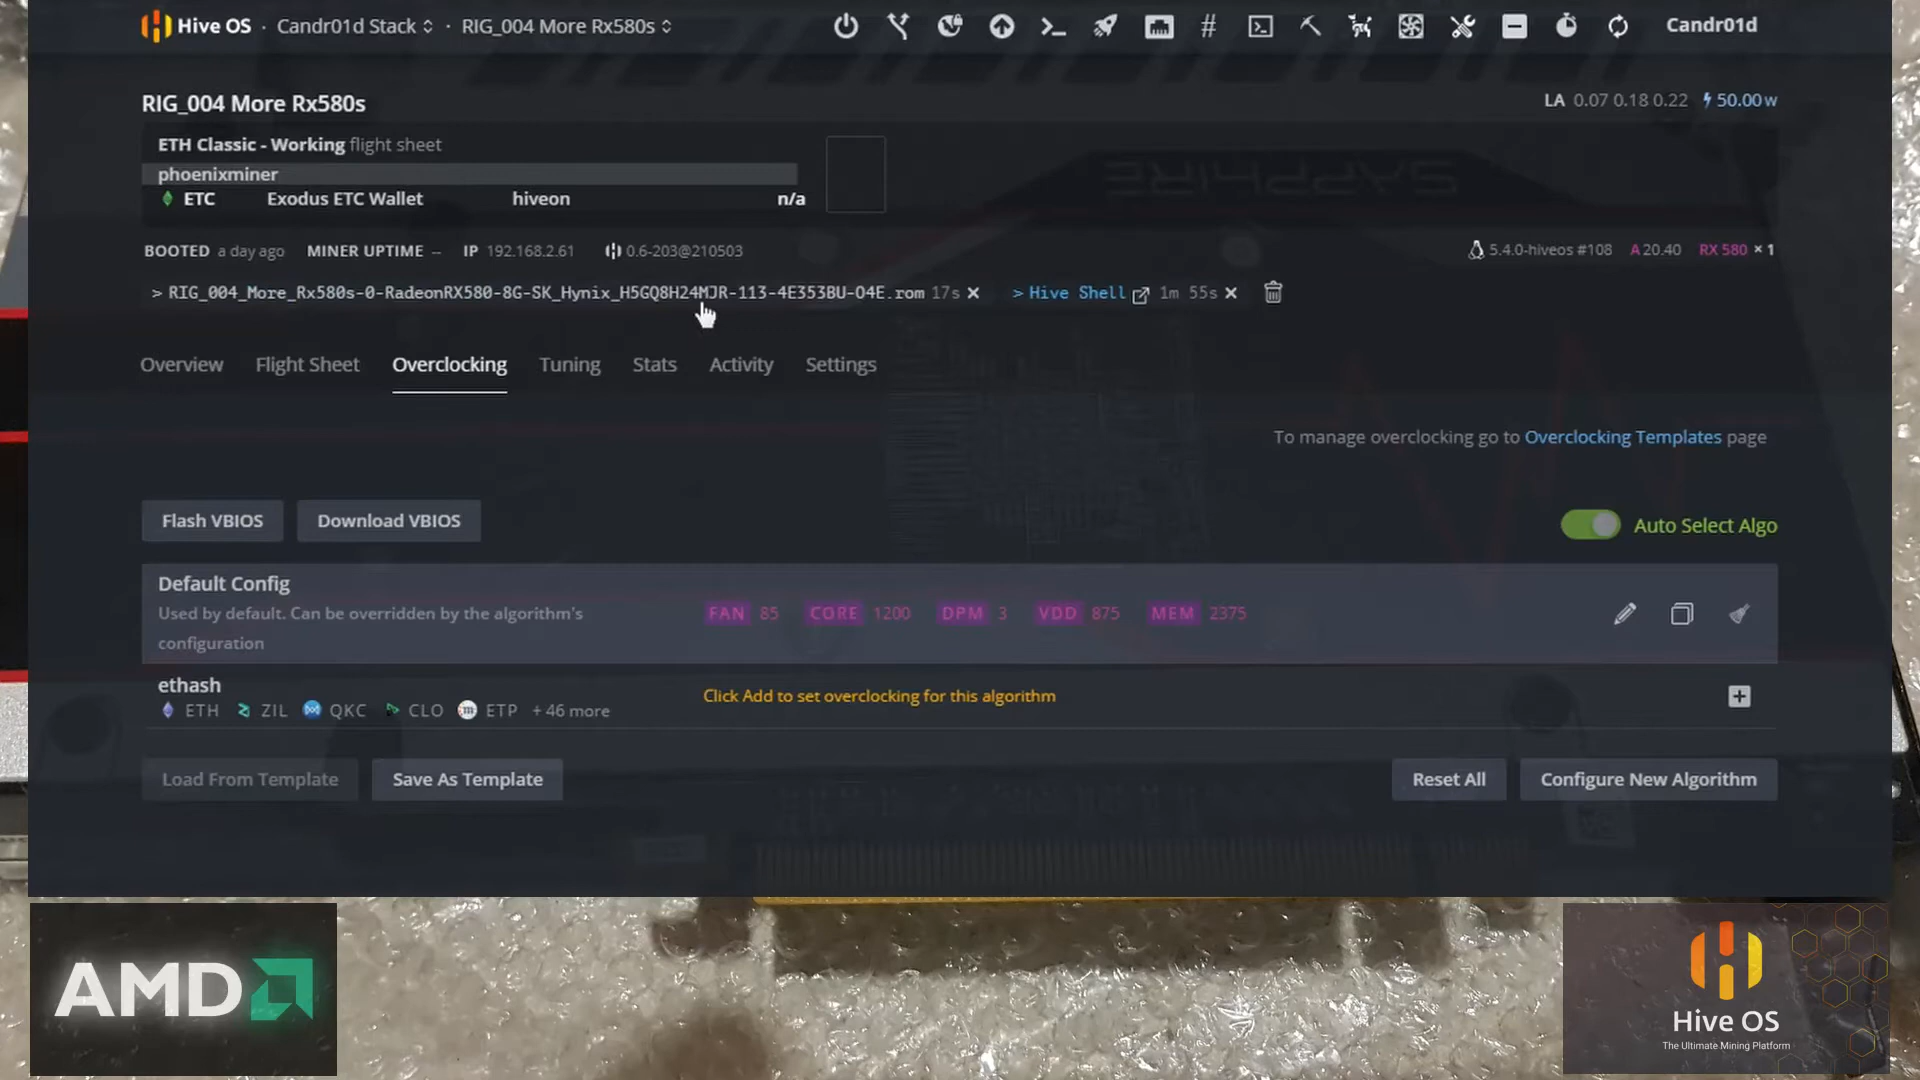 Hive OS · Candr01d Stack · RIG_004 More Rx580s
Candr01d
RIG_004 More Rx580s
LA 0.07 0.18 0.22 50.00 w
ETH Classic - Working flight sheet
phoenixminer
ETC Exodus ETC Wallet hiveon n/a
SAPPHIRE
BOOTED a day ago MINER UPTIME -- IP 192.168.2.61 0.6-203@210503
5.4.0-hiveos #108 A 20.40 RX 580 × 1
> RIG_004_More_Rx580s-0-RadeonRX580-8G-SK_Hynix_H5GQ8H24MJR-113-4E353BU-O4E.rom 17s × > Hive Shell 1m 55s ×
Overview Flight Sheet Overclocking Tuning Stats Activity Settings
To manage overclocking go to Overclocking Templates page
Flash VBIOS Download VBIOS
Auto Select Algo
Default Config
Used by default. Can be overridden by the algorithm's
configuration
FAN 85 CORE 1200 DPM 3 VDD 875 MEM 2375
ethash
ETH ZIL QKC CLO ETP + 46 more
Click Add to set overclocking for this algorithm
Load From Template Save As Template
Reset All Configure New Algorithm
AMD
Hive OS
The Ultimate Mining Platform